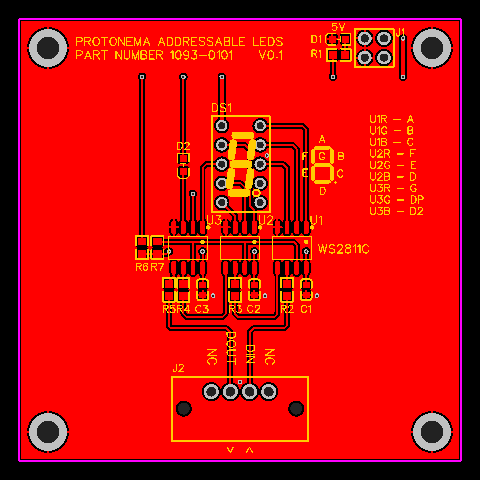 PROTONEMA ADDRESSABLE LEDS
PART NUMBER 1093-0101 V0.1
5V
J1
D1
R1
DS1
U1R - A
U1G - B
U1B - C
U2R - F
U2G - E
U2B - D
U3R - G
U3G - DP
U3B - D2
A
F G B
E C
D
D2
U3 U2 U1
WS2811C
R6 R7
R5 R4 C3 R3 C2 R2 C1
NC DOUT DIN NC
J2
V A